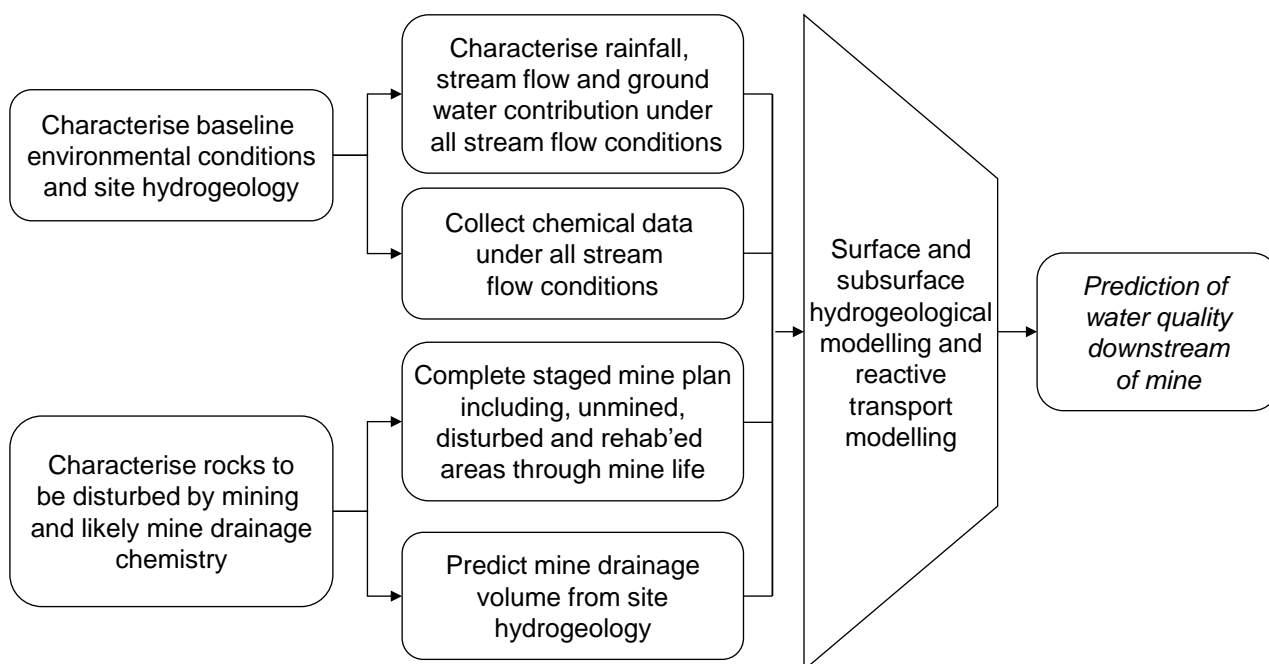 Characterise baseline
environmental conditions
and site hydrogeology
Characterise rainfall,
stream flow and ground
water contribution under
all stream flow conditions
Collect chemical data
under all stream
flow conditions
Characterise rocks to
be disturbed by mining
and likely mine drainage
chemistry
Complete staged mine plan
including, unmined,
disturbed and rehab’ed
areas through mine life
Predict mine drainage
volume from site
hydrogeology
Surface and
subsurface
hydrogeological
modelling and
reactive
transport
modelling
Prediction of
water quality
downstream
of mine